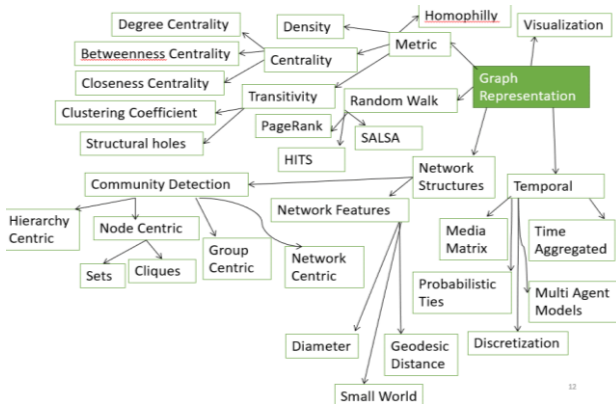 Homophilly
Visualization
Degree Centrality
Density
Metric
Betweenness Centrality
Centrality
Closeness Centrality
Graph
Representation
Transitivity
Random Walk
Clustering Coefficient
PageRank
SALSA
Structural holes
HITS
Network
Structures
Community Detection
Temporal
Network Features
Hierarchy
Centric
Node Centric
Media
Matrix
Time
Aggregated
Group
Centric
Network
Centric
Sets
Cliques
Probabilistic
Ties
Multi Agent
Models
Diameter
Geodesic
Distance
Discretization
Small World
12